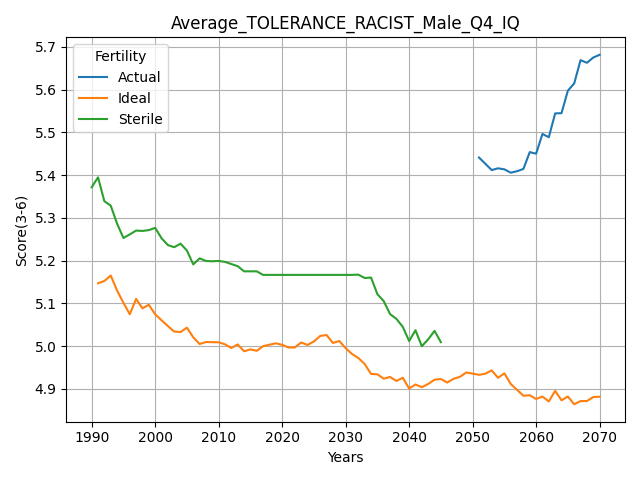 Average_TOLERANCE_RACIST_Male_Q4_IQ
Fertility
Actual
Ideal
Sterile
Score(3-6)
5.7
5.6
5.5
5.4
5.3
5.2
5.1
5.0
4.9
1990 2000 2010 2020 2030 2040 2050 2060 2070
Years